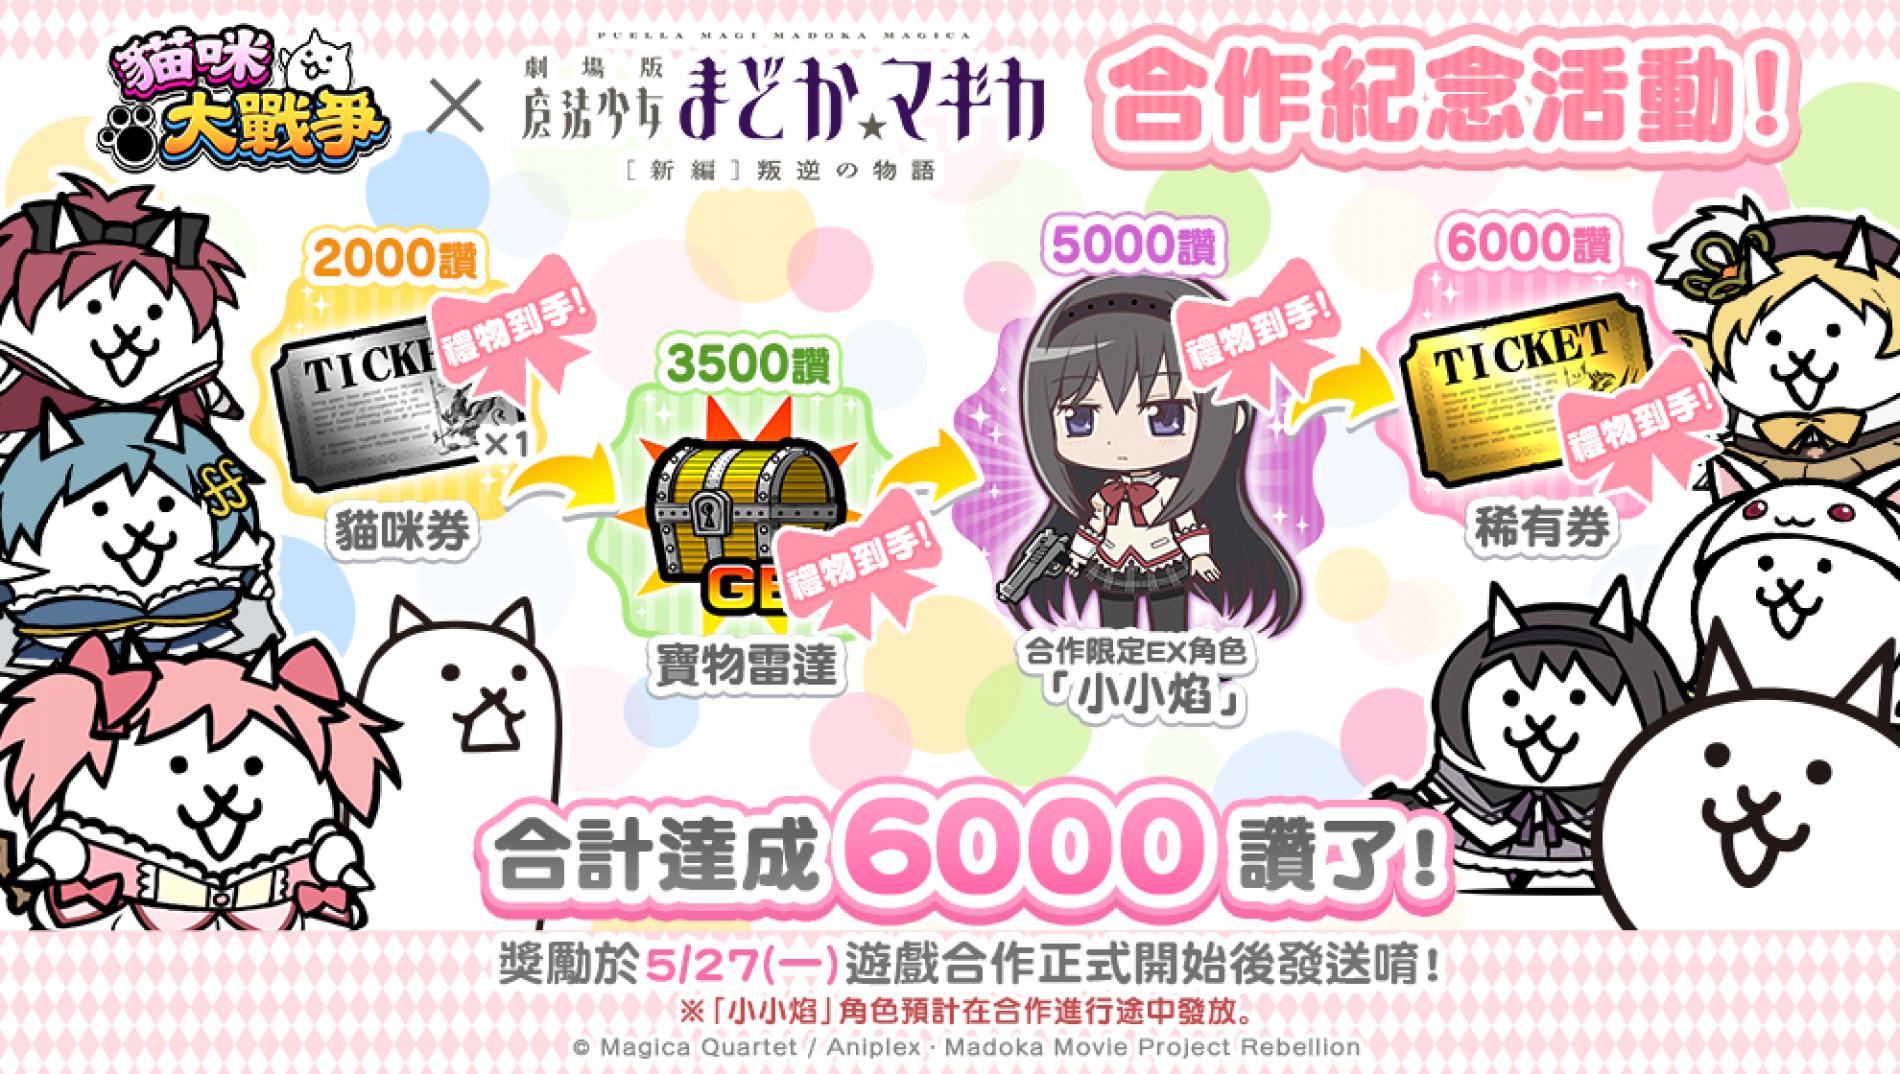 貓咪大戰爭
×
PUELLA MAGI MADOKA MAGICA
劇場版
魔法少女まどか★マギカ
[新編]叛逆の物語
合作紀念活動!
2000讚
TICKE
禮物到手!
×1
貓咪券
3500讚
GE
禮物到手!
寶物雷達
5000讚
禮物到手!
合作限定EX角色
「小小焰」
6000讚
TICKET
禮物到手!
稀有券
合計達成6000讚了!
獎勵於5/27(一)遊戲合作正式開始後發送唷!
※「小小焰」角色預計在合作進行途中發放。
© Magica Quartet / Aniplex・Madoka Movie Project Rebellion